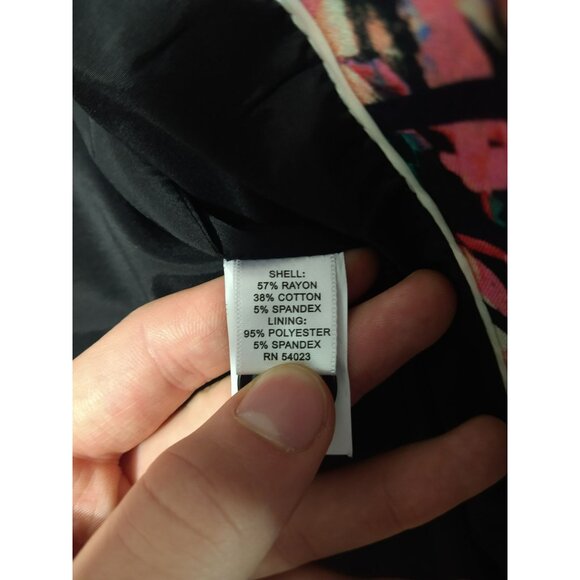 SHELL:
57% RAYON
38% COTTON
5% SPANDEX
LINING:
95% POLYESTER
5% SPANDEX
RN 54023